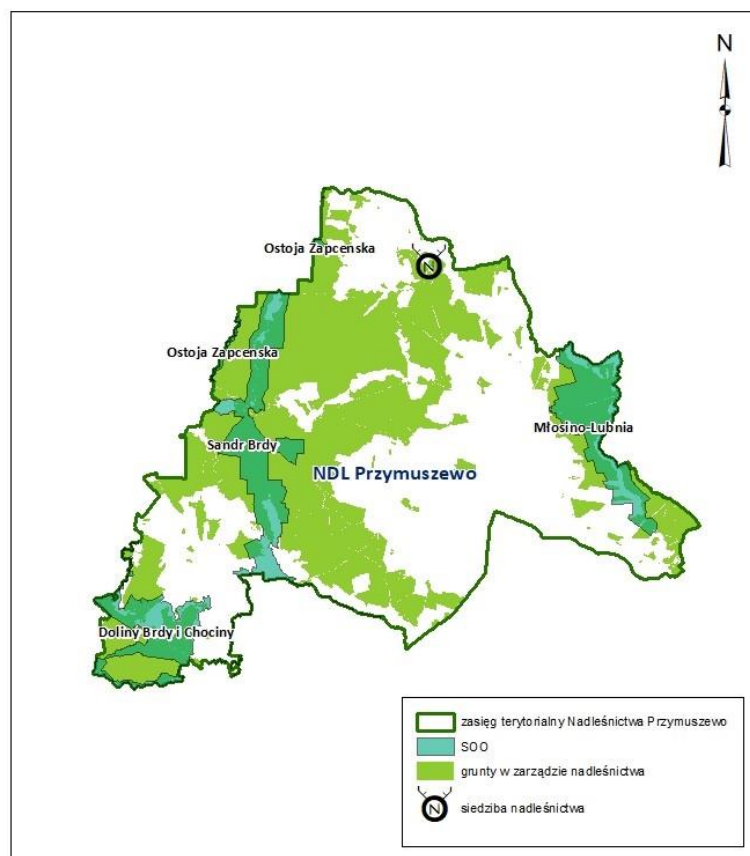 N
Ostoja Zapceńska
N
Ostoja Zapceńska
Młosino-Lubnia
Sandr Brdy
NDL Przymuszewo
Doliny Brdy i Chociny
zasięg terytorialny Nadleśnictwa Przymuszewo
SOO
grunty w zarządzie nadleśnictwa
N
siedziba nadleśnictwa